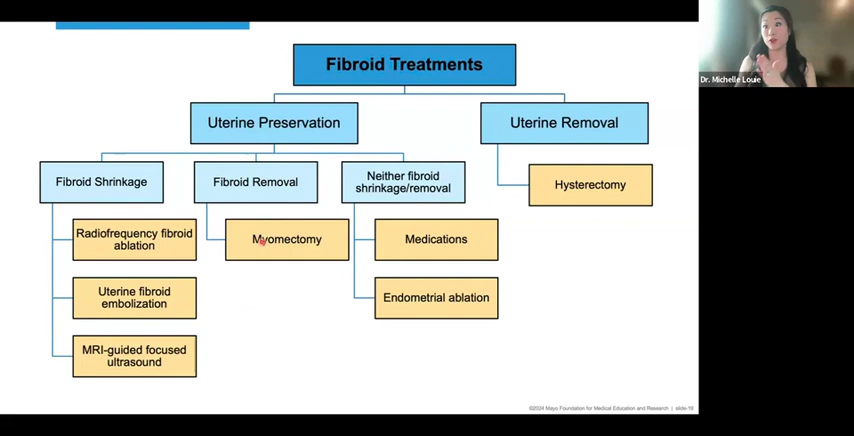 Fibroid Treatments
Uterine Preservation
Uterine Removal
Fibroid Shrinkage
Fibroid Removal
Neither fibroid
shrinkage/removal
Hysterectomy
Radiofrequency fibroid
ablation
Myomectomy
Medications
Uterine fibroid
embolization
Endometrial ablation
MRI-guided focused
ultrasound
©2024 Mayo Foundation for Medical Education and Research | slide-18
Dr. Michelle Louie